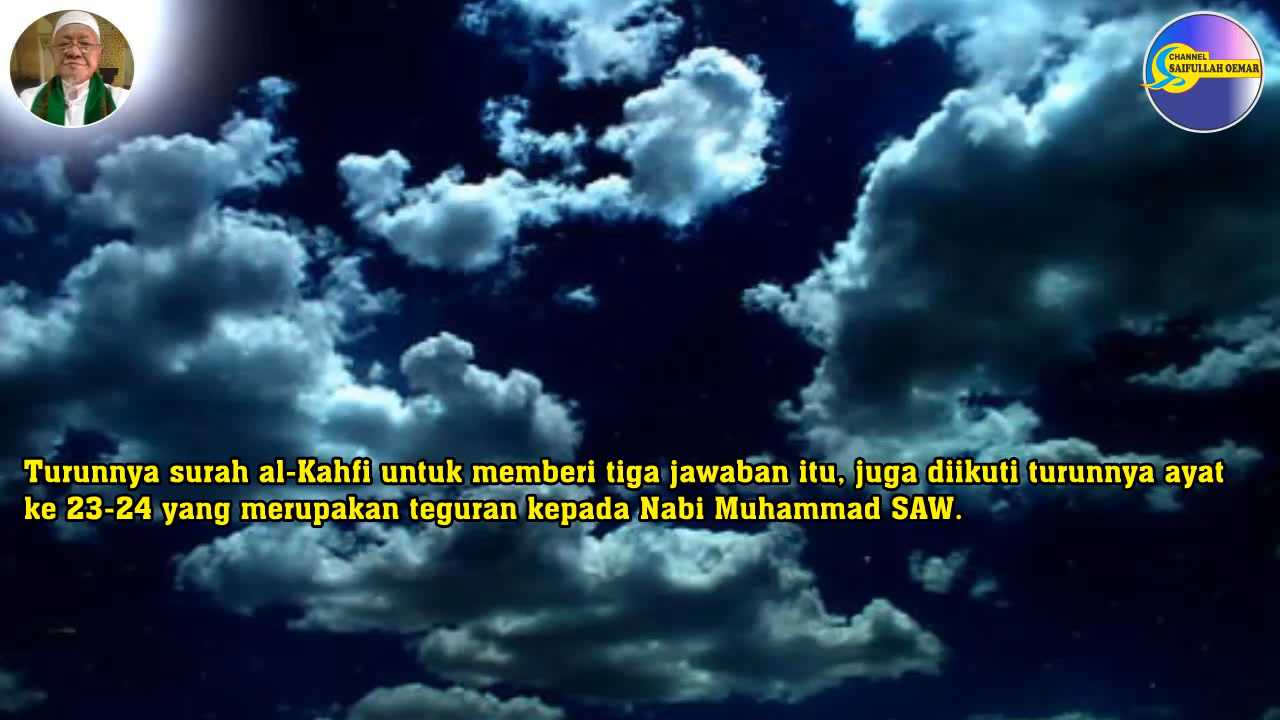 CHANNEL
SAIFULLAH OEMAR
Turunnya surah al-Kahfi untuk memberi tiga jawaban itu, juga diikuti turunnya ayat
ke 23-24 yang merupakan teguran kepada Nabi Muhammad SAW.